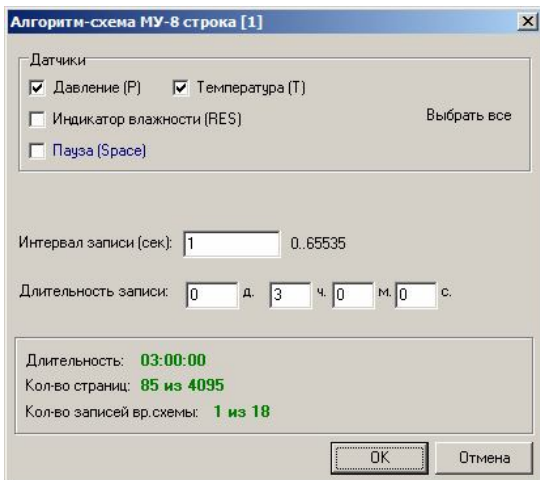 Алгоритм-схема МУ-8 строка [1]
Датчики
Давление (P) Температура (T)
Индикатор влажности (RES) Выбрать все
Пауза (Space)
Интервал записи (сек): 1 0..65535
Длительность записи: 0 д. 3 ч. 0 м. 0 с.
Длительность: 03:00:00
Кол-во страниц: 85 из 4095
Кол-во записей вр.схемы: 1 из 18
OK Отмена